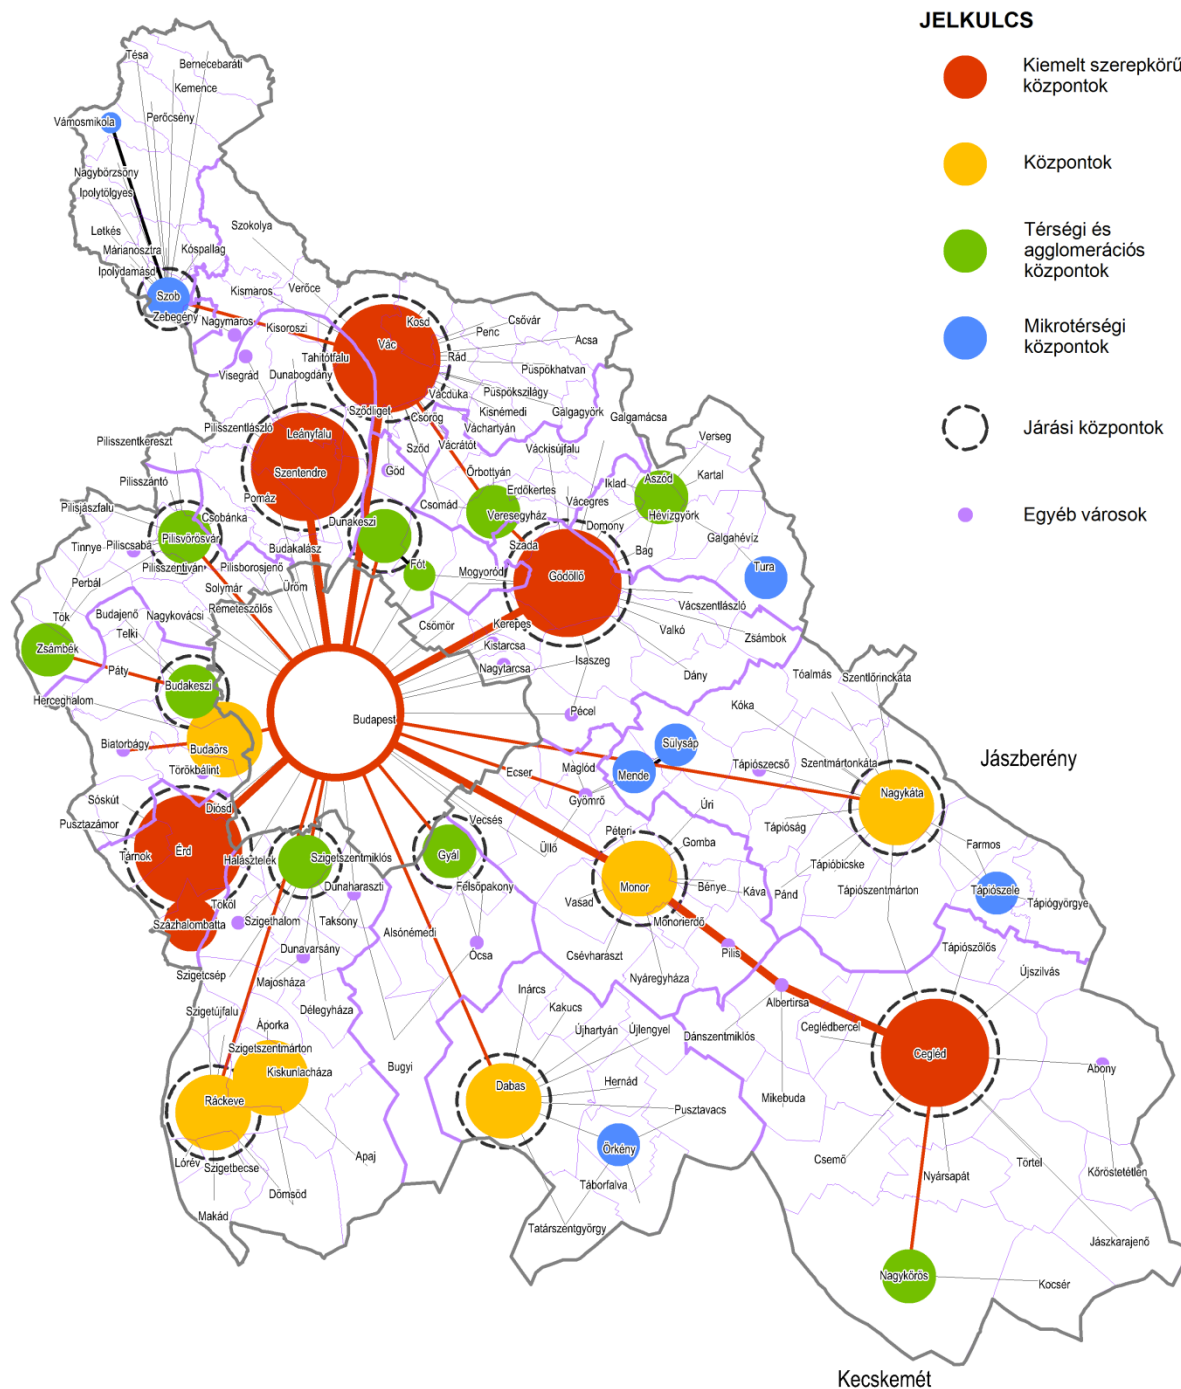 JELKULCS
Kiemelt szerepkörű
központok
Központok
Térségi és
agglomerációs
központok
Mikrotérségi
központok
Járási központok
Egyéb városok
Tésa
Bernecebaráti
Kemence
Perőcsény
Vámosmikola
Nagybörzsöny
Ipolytölgyes
Letkés
Márianosztra
Kóspallag
Ipolydamásd
Szob
Zebegény
Szokolya
Verőce
Kismaros
Nagymaros
Kisoroszi
Visegrád
Tahitótfalu
Dunabogdány
Kosd
Vác
Penc
Csővár
Acsa
Rád
Püspökhatvan
Püspökszilágy
Vácduka
Kisnémedi
Galgagyörk
Galgamácsa
Váchartyán
Sződliget
Csörög
Vácrátót
Sződ
Göd
Pilisszentlászló
Leányfalu
Szentendre
Pilisszentkereszt
Pilisszántó
Pomáz
Csobánka
Pilisjászfalu
Pilisvörösvár
Tinnye
Piliscsaba
Pilisszentiván
Pilisborosjenő
Budakalász
Üröm
Solymár
Perbál
Remeteszőlős
Nagykovácsi
Tök
Budajenő
Telki
Zsámbék
Páty
Budakeszi
Herceghalom
Biatorbágy
Budaörs
Törökbálint
Dunakeszi
Fót
Csomád
Őrbottyán
Erdőkertes
Veresegyház
Váckisújfalu
Vácegres
Verseg
Kartal
Aszód
Iklad
Hévízgyörk
Domony
Bag
Galgahévíz
Tura
Szada
Gödöllő
Mogyoród
Csömör
Kerepes
Kistarcsa
Nagytarcsa
Isaszeg
Vácszentlászló
Valkó
Zsámbok
Dány
Pécel
Budapest
Tóalmás
Szentlőrinckáta
Kóka
Szentmártonkáta
Tápiószecső
Jászberény
Nagykáta
Sülysáp
Mende
Maglód
Ecser
Gyömrő
Úri
Péteri
Gomba
Tápióság
Tápióbicske
Farmos
Pánd
Tápiószentmárton
Tápiószele
Tápiógyörgye
Bénye
Káva
Monor
Vasad
Monorierdő
Csévharaszt
Nyáregyháza
Pilis
Vecsés
Üllő
Gyál
Felsőpakony
Ócsa
Alsónémedi
Sóskút
Pusztazámor
Diósd
Tárnok
Érd
Halásztelek
Szigetszentmiklós
Dunaharaszti
Tököl
Százhalombatta
Szigethalom
Taksony
Dunavarsány
Szigetcsép
Majosháza
Délegyháza
Szigetújfalu
Áporka
Szigetszentmárton
Kiskunlacháza
Ráckeve
Lórév
Szigetbecse
Apaj
Dömsöd
Makád
Bugyi
Inárcs
Kakucs
Újhartyán
Újlengyel
Dánszentmiklós
Dabas
Hernád
Pusztavacs
Örkény
Táborfalva
Tatárszentgyörgy
Albertirsa
Ceglédbercel
Tápiószőlős
Újszilvás
Cegléd
Abony
Mikebuda
Csemő
Nyársapát
Törtel
Kőröstetétlen
Jászkarajenő
Nagykőrös
Kocsér
Kecskemét